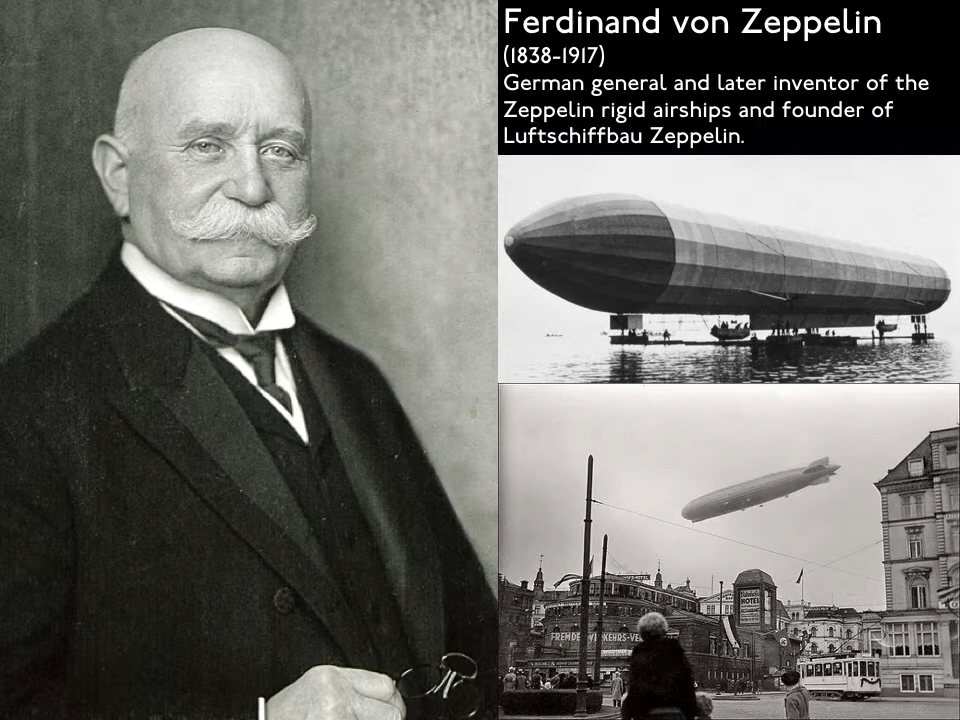 Ferdinand von Zeppelin
(1838-1917)
German general and later inventor of the
Zeppelin rigid airships and founder of
Luftschiffbau Zeppelin.
HOTEL
FREMDEN